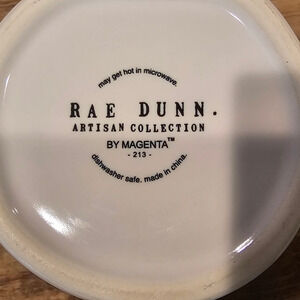 may get hot in microwave.
RAE DUNN.
ARTISAN COLLECTION
BY MAGENTA™
- 213 -
dishwasher safe. made in china.